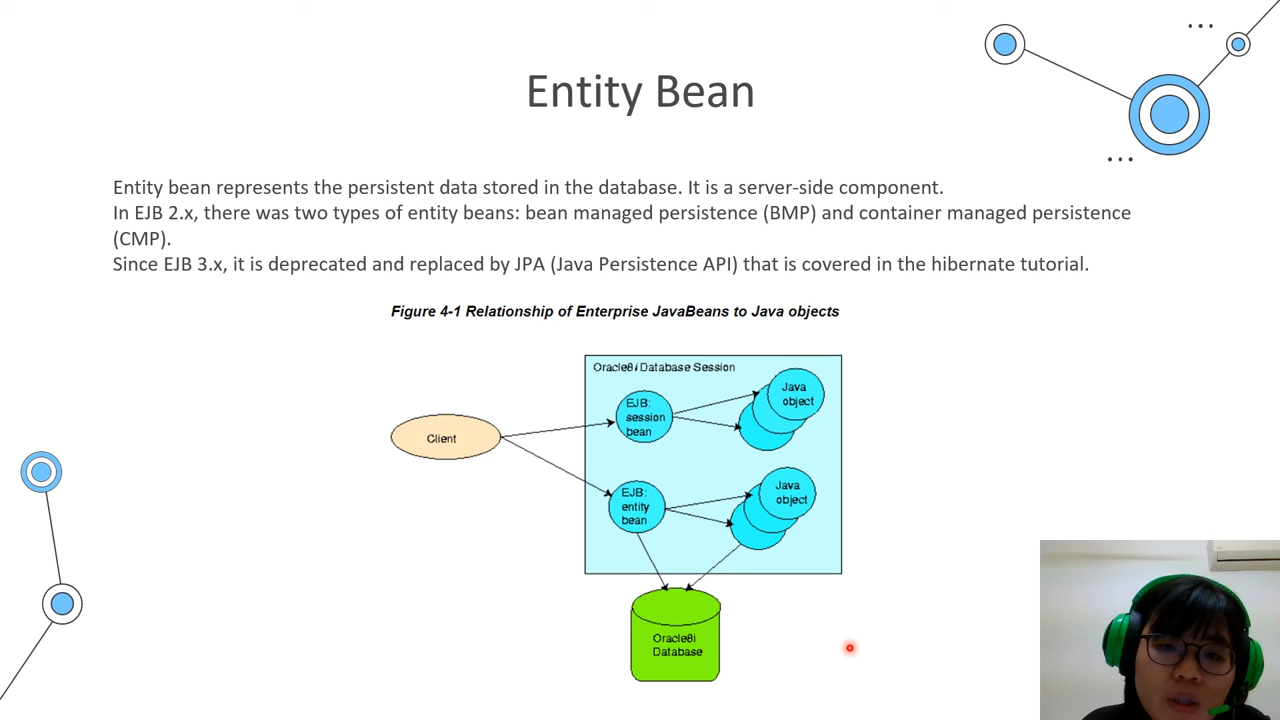 Entity Bean
Entity bean represents the persistent data stored in the database. It is a server-side component.
In EJB 2.x, there was two types of entity beans: bean managed persistence (BMP) and container managed persistence
(CMP).
Since EJB 3.x, it is deprecated and replaced by JPA (Java Persistence API) that is covered in the hibernate tutorial.
Figure 4-1 Relationship of Enterprise JavaBeans to Java objects
Oracle8i Database Session
Java
object
EJB:
session
bean
Client
Java
object
EJB:
entity
bean
Oracle8i
Database